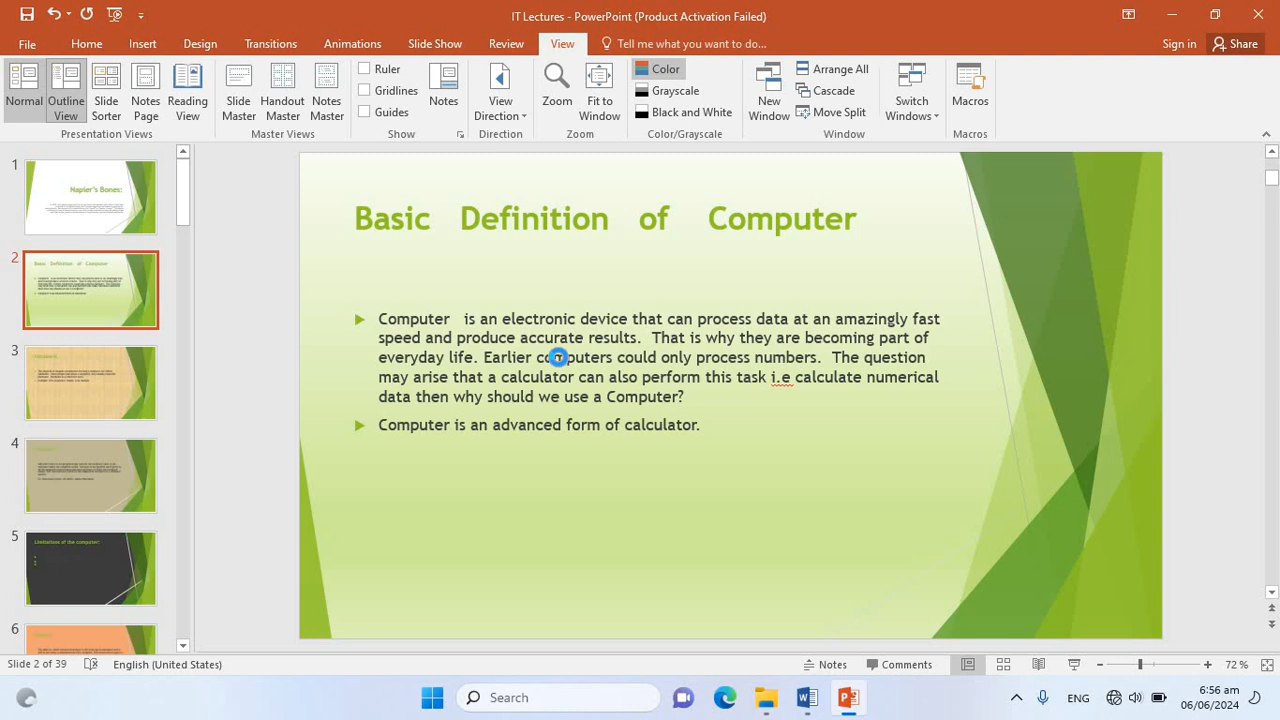 IT Lectures - PowerPoint (Product Activation Failed)
File Home Insert Design Transitions Animations Slide Show Review View Tell me what you want to do... Sign in Share
Normal Outline View Slide Sorter Notes Page Reading View
Presentation Views
Slide Master Handout Master Notes Master
Master Views
Ruler
Gridlines
Guides
Notes
Show
View Direction
Direction
Zoom Fit to Window
Zoom
Color
Grayscale
Black and White
Color/Grayscale
New Window
Arrange All
Cascade
Move Split
Switch Windows
Window
Macros
Macros
1
Napier's Bones:
2
Basic Definition of Computer
3
4
5
Limitations of the computer:
6
Basic Definition of Computer
Computer is an electronic device that can process data at an amazingly fast
speed and produce accurate results. That is why they are becoming part of
everyday life. Earlier computers could only process numbers. The question
may arise that a calculator can also perform this task i.e calculate numerical
data then why should we use a Computer?
Computer is an advanced form of calculator.
Slide 2 of 39 English (United States) Notes Comments 72 %
Search ENG 6:56 am
06/06/2024